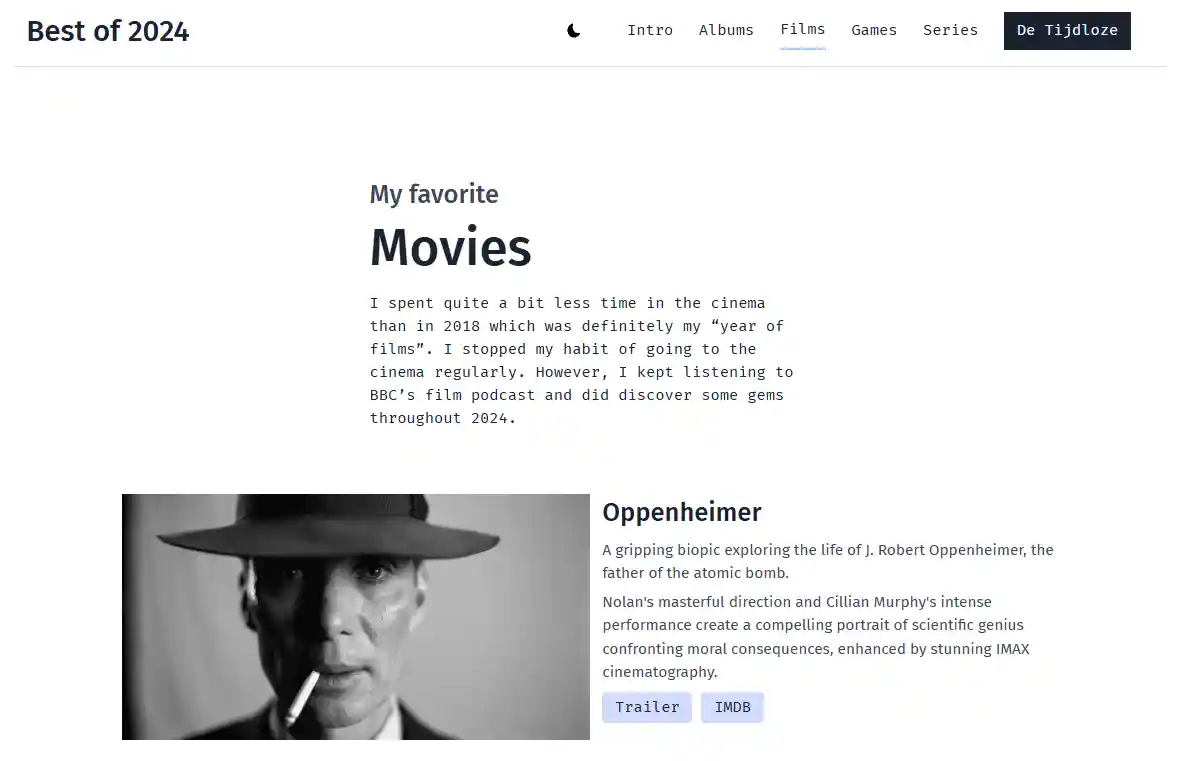 Best of 2024
Intro Albums Films Games Series De Tijdloze
My favorite
Movies
I spent quite a bit less time in the cinema
than in 2018 which was definitely my “year of
films”. I stopped my habit of going to the
cinema regularly. However, I kept listening to
BBC’s film podcast and did discover some gems
throughout 2024.
Oppenheimer
A gripping biopic exploring the life of J. Robert Oppenheimer, the
father of the atomic bomb.
Nolan's masterful direction and Cillian Murphy's intense
performance create a compelling portrait of scientific genius
confronting moral consequences, enhanced by stunning IMAX
cinematography.
Trailer IMDB